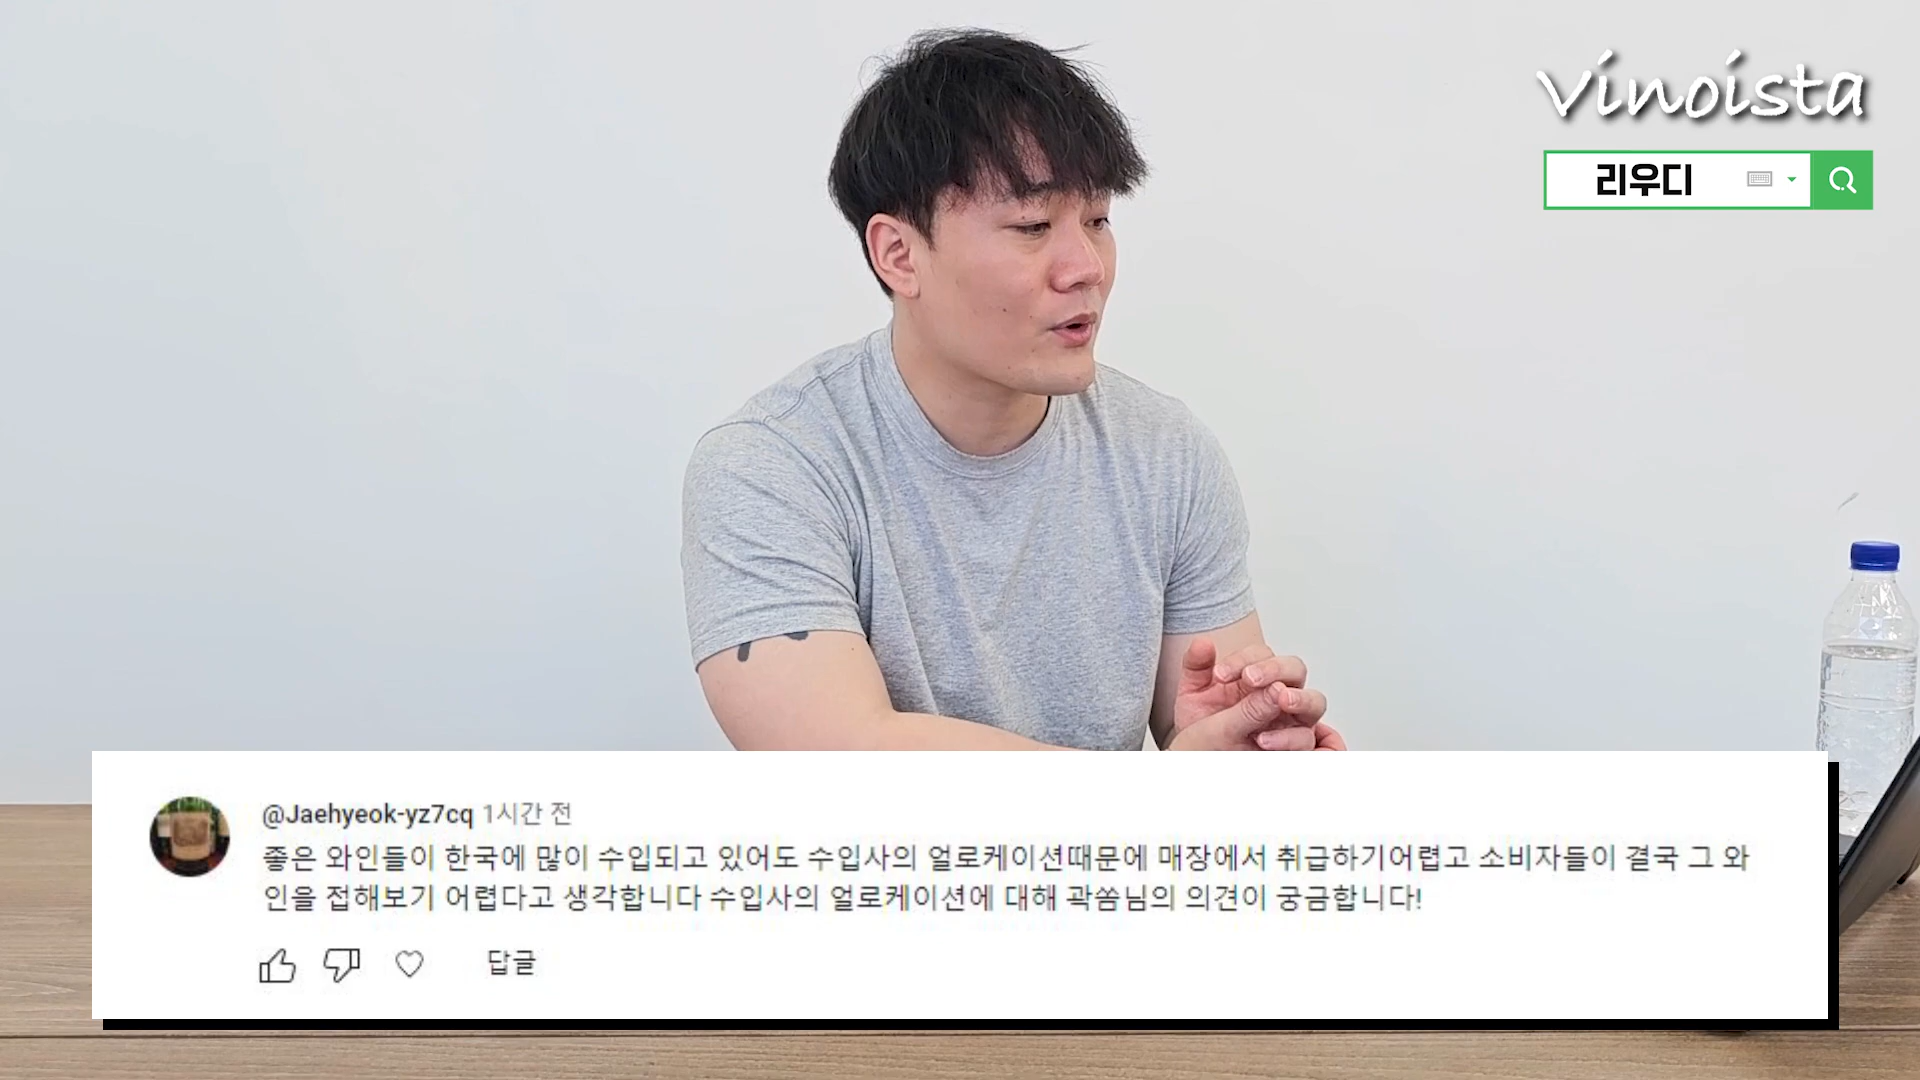 Vinoista
리우디
@Jaehyeok-yz7cq 1시간 전
좋은 와인들이 한국에 많이 수입되고 있어도 수입사의 얼로케이션때문에 매장에서 취급하기어렵고 소비자들이 결국 그 와
인을 접해보기 어렵다고 생각합니다 수입사의 얼로케이션에 대해 곽쏨님의 의견이 궁금합니다!
답글